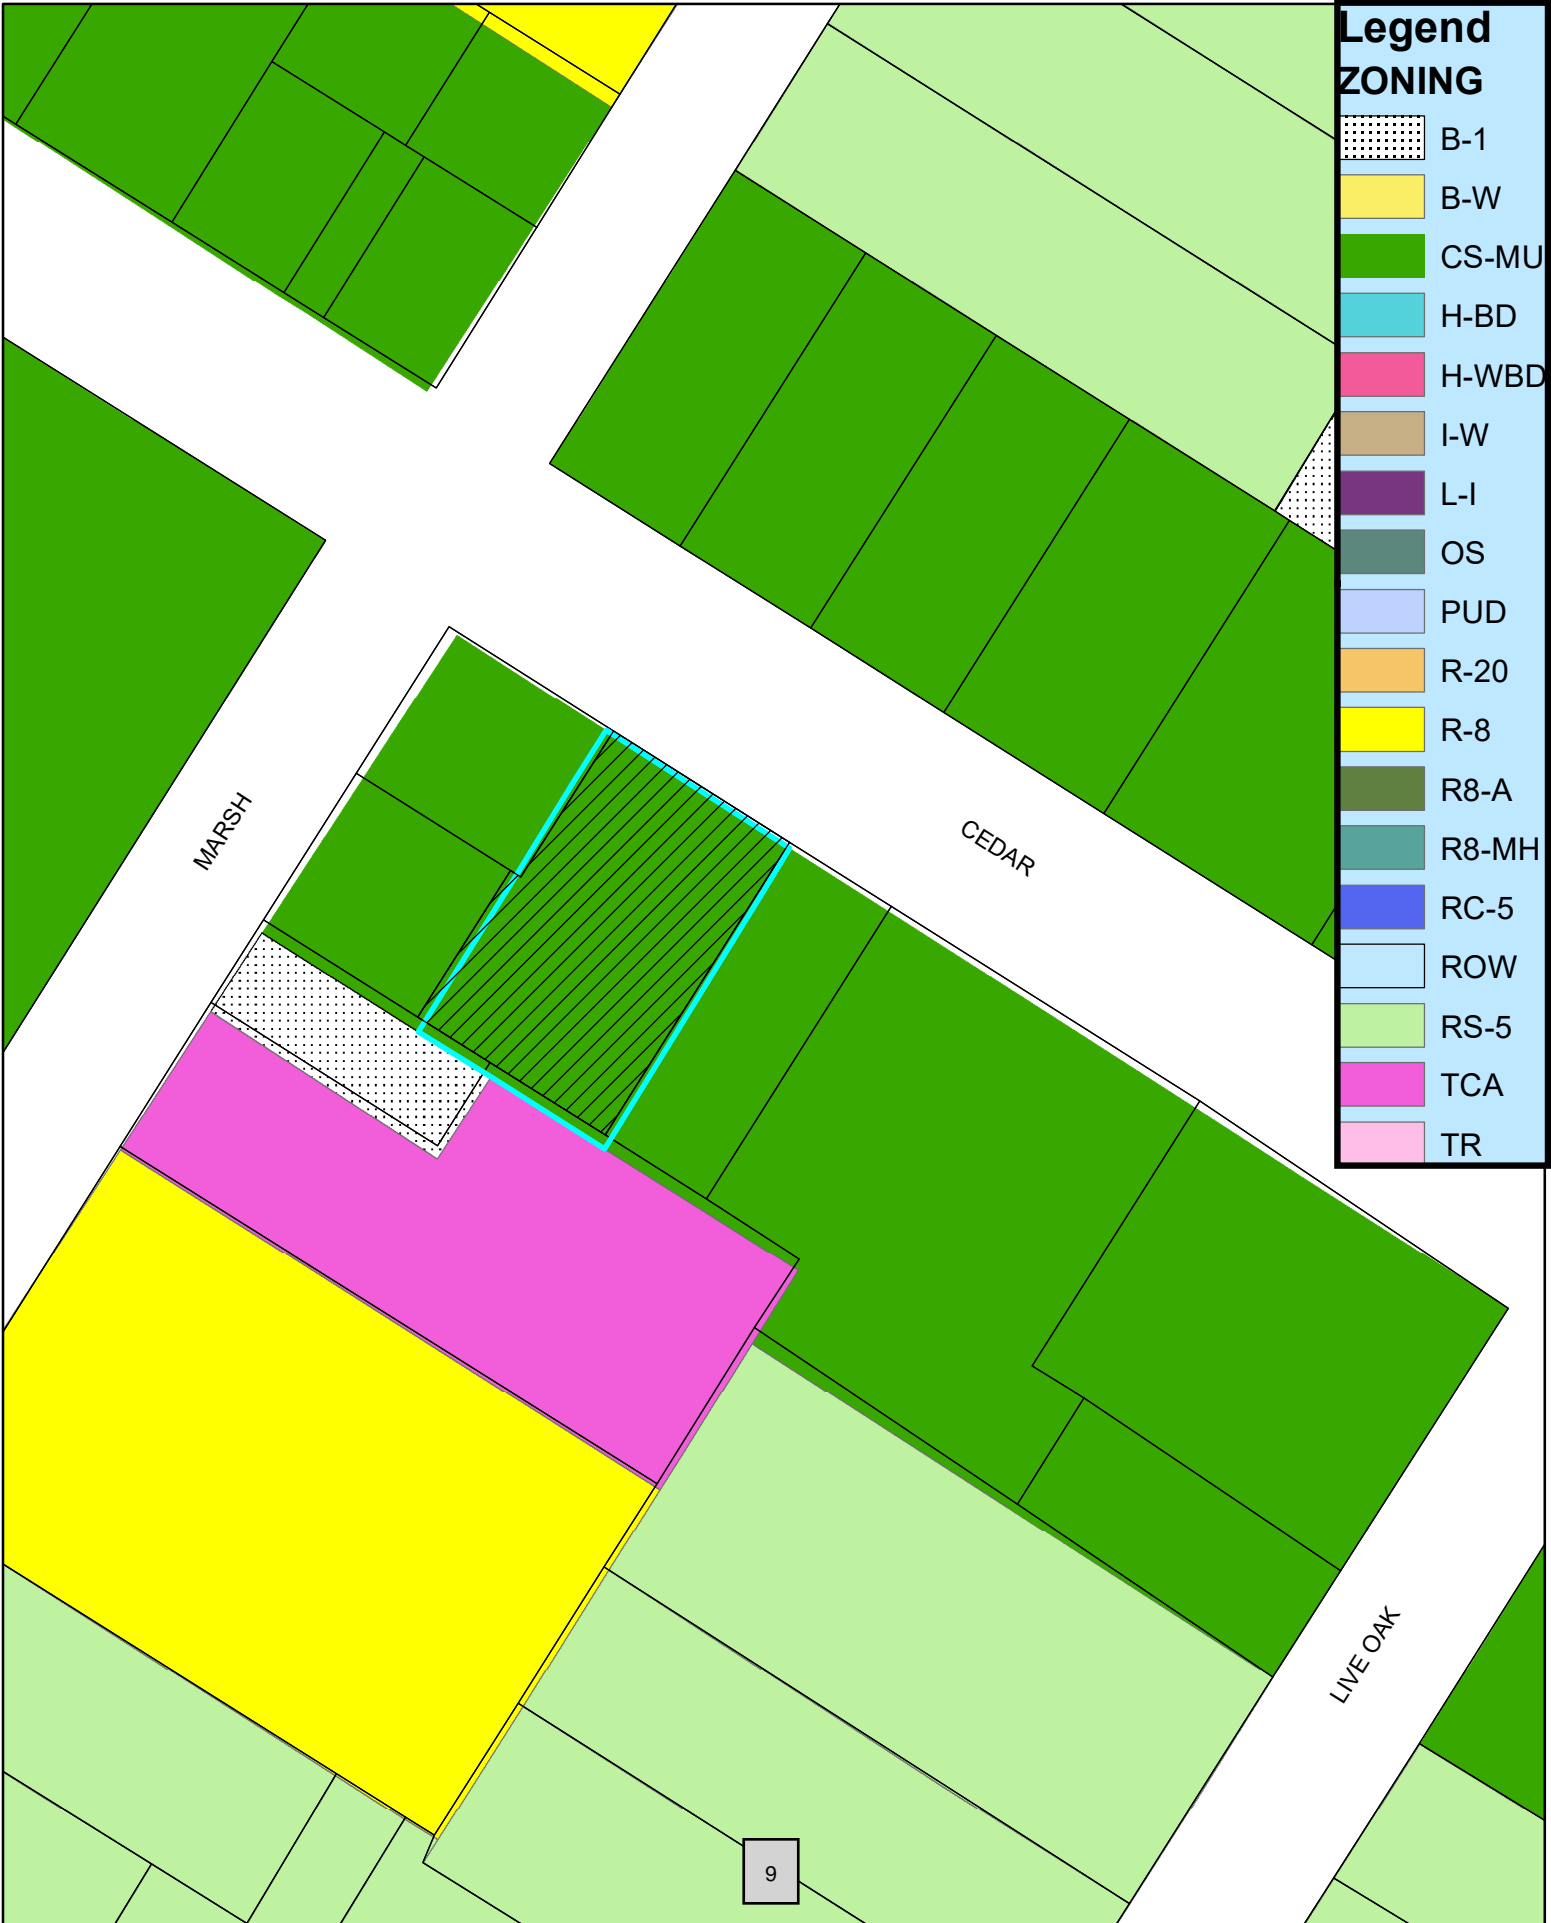 Legend
ZONING
B-1
B-W
CS-MU
H-BD
H-WBD
I-W
L-I
OS
PUD
R-20
R-8
R8-A
R8-MH
RC-5
ROW
RS-5
TCA
TR
MARSH
CEDAR
LIVE OAK
9